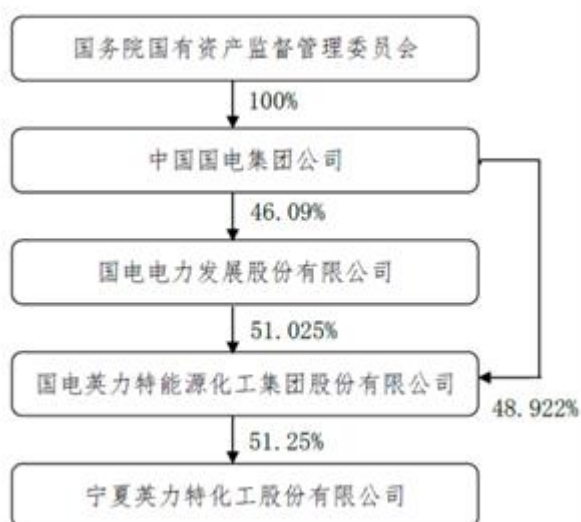 国务院国有资产监督管理委员会
100%
中国国电集团公司
46.09%
国电电力发展股份有限公司
51.025%
国电英力特能源化工集团股份有限公司
48.922%
51.25%
宁夏英力特化工股份有限公司